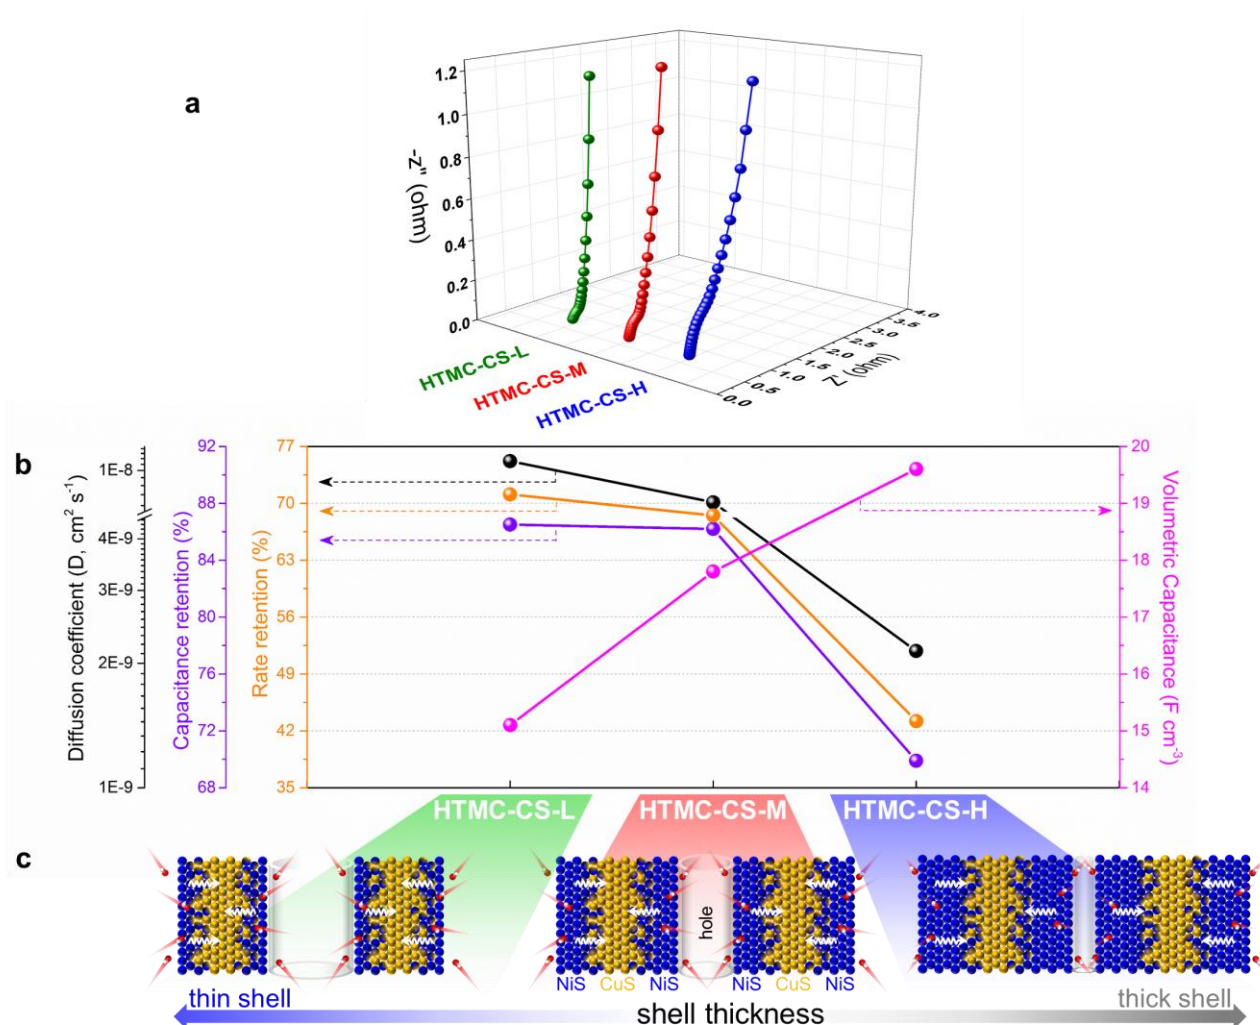 a
1.2
1.0
0.8
0.6
0.4
0.2
0.0
-z" (ohm)
HTMC-CS-L
HTMC-CS-M
HTMC-CS-H
0.0
0.5
1.0
1.5
2.0
2.5
3.0
3.5
4.0
Z' (ohm)
b
Diffusion coefficient (D, cm² s⁻¹)
1E-8
4E-9
3E-9
2E-9
1E-9
Capacitance retention (%)
92
88
84
80
76
72
68
Rate retention (%)
77
70
63
56
49
42
35
20
19
18
17
16
15
14
Volumetric Capacitance (F cm⁻³)
HTMC-CS-L HTMC-CS-M HTMC-CS-H
c
hole
NiS CuS NiS NiS CuS NiS
thin shell
shell thickness
thick shell